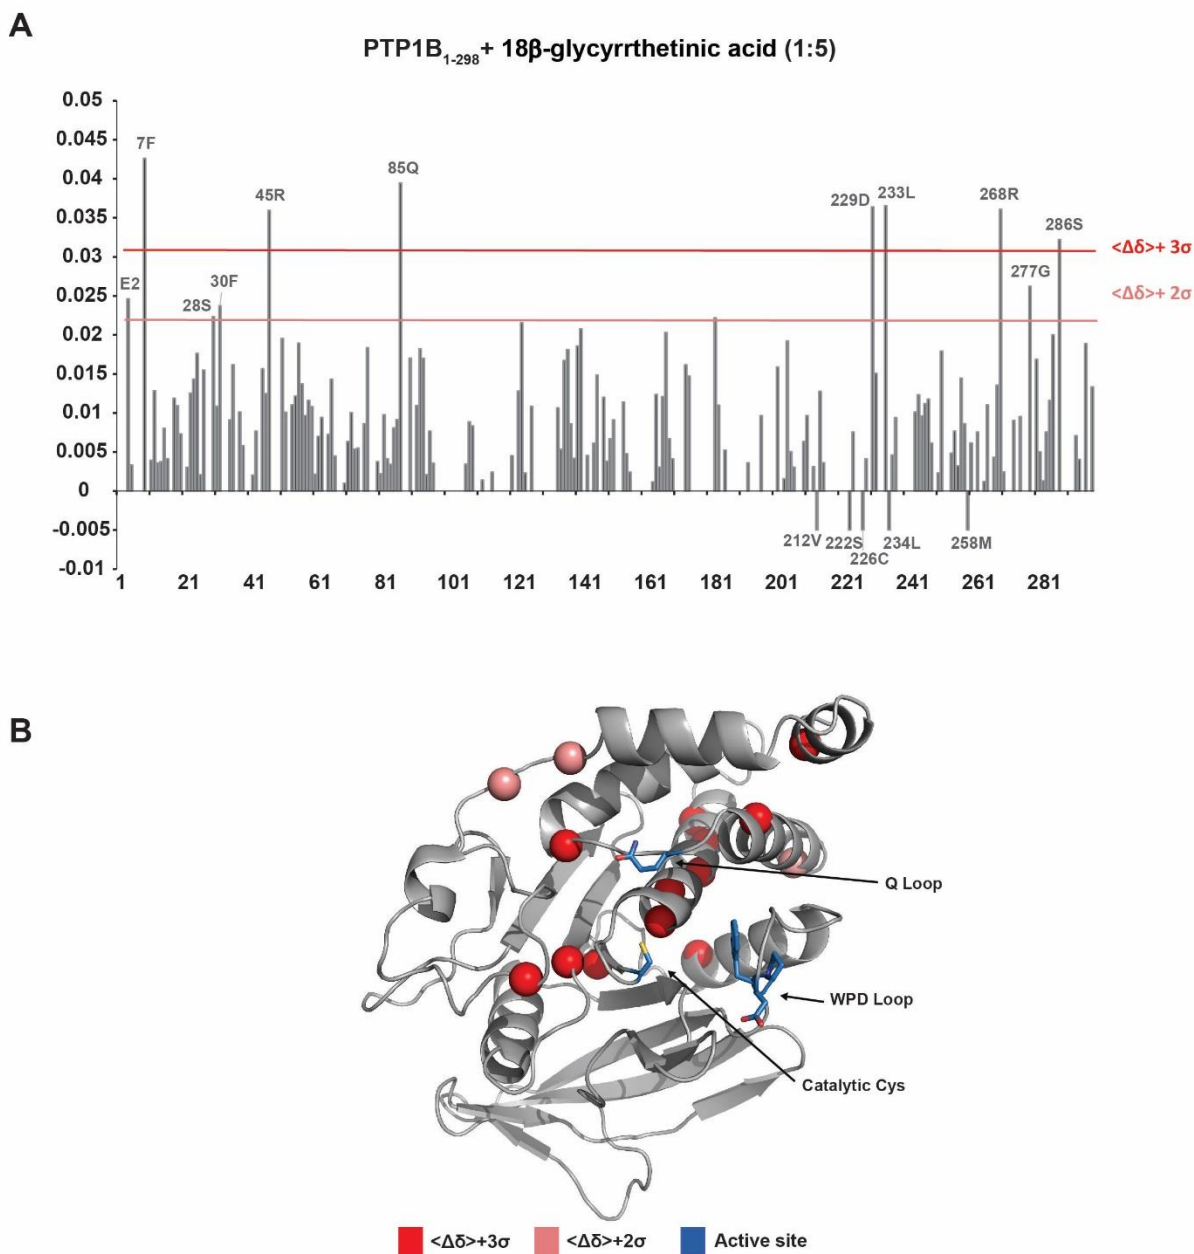 A
PTP1B1-298+ 18β-glycyrrthetinic acid (1:5)
0.05
0.045
0.04
0.035
0.03
0.025
0.02
0.015
0.01
0.005
0
-0.005
-0.01
7F
85Q
45R
229D
233L
268R
286S
<Δδ>+ 3σ
E2
28S
30F
277G
<Δδ>+ 2σ
212V
222S
226C
234L
258M
1 21 41 61 81 101 121 141 161 181 201 221 241 261 281
B
Q Loop
WPD Loop
Catalytic Cys
<Δδ>+3σ <Δδ>+2σ Active site